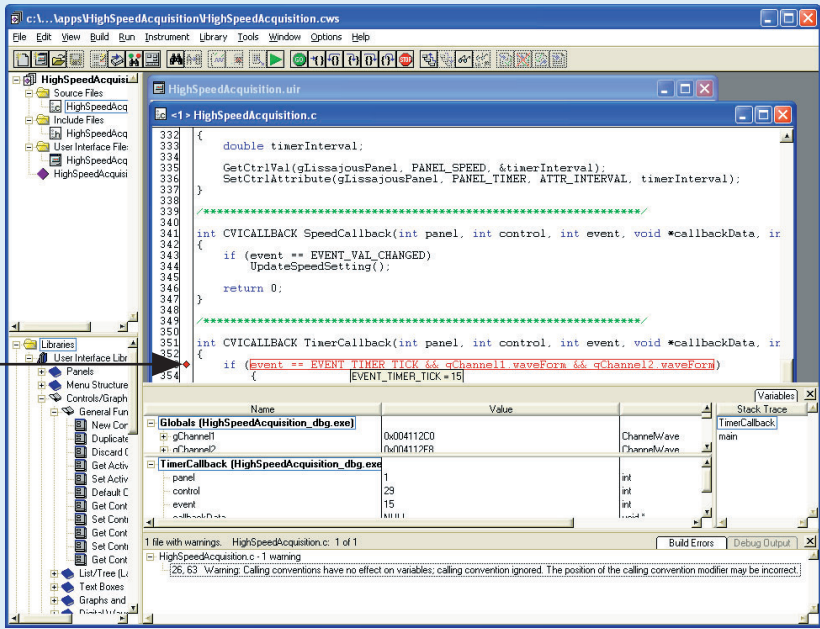 c:\...\apps\HighSpeedAcquisition\HighSpeedAcquisition.cws
File Edit View Build Run Instrument Library Tools Window Options Help
HighSpeedAcquisi
Source Files
HighSpeedAcq
Include Files
HighSpeedAcq
User Interface File:
HighSpeedAcq
HighSpeedAcquisi
HighSpeedAcquisition.uir
<1> HighSpeedAcquisition.c
332 {
333 double timerInterval;
334
335 GetCtrlVal(gLissajousPanel, PANEL_SPEED, &timerInterval);
336 SetCtrlAttribute(gLissajousPanel, PANEL_TIMER, ATTR_INTERVAL, timerInterval);
337 }
338
339 /*****************************************************************/
340
341 int CVICALLBACK SpeedCallback(int panel, int control, int event, void *callbackData, in
342 {
343 if (event == EVENT_VAL_CHANGED)
344 UpdateSpeedSetting();
345
346 return 0;
347 }
348
349 /*****************************************************************/
350
351 int CVICALLBACK TimerCallback(int panel, int control, int event, void *callbackData, in
352 {
if (event == EVENT_TIMER_TICK && gChannel1.waveForm && gChannel2.waveForm)
354 {
EVENT_TIMER_TICK = 15
Libraries
User Interface Libr
Panels
Menu Structure
Controls/Graph
General Fun
New Con
Duplicate
Discard C
Get Activ
Set Activ
Default C
Get Cont
Set Contr
Get Cont
Set Contr
Get Cont
List/Tree (La
Text Boxes
Graphs and
Variables
Name Value Stack Trace
Globals (HighSpeedAcquisition_dbg.exe)
gChannel1 0x004112C0 ChannelWave
gChannel2 0x004112E8 ChannelWave
TimerCallback (HighSpeedAcquisition_dbg.exe
panel 1 int
control 29 int
event 15 int
callbackData NULL void *
TimerCallback
main
1 file with warnings. HighSpeedAcquisition.c: 1 of 1
Build Errors Debug Output
HighSpeedAcquisition.c - 1 warning
26, 63 Warning: Calling conventions have no effect on variables; calling convention ignored. The position of the calling convention modifier may be incorrect.